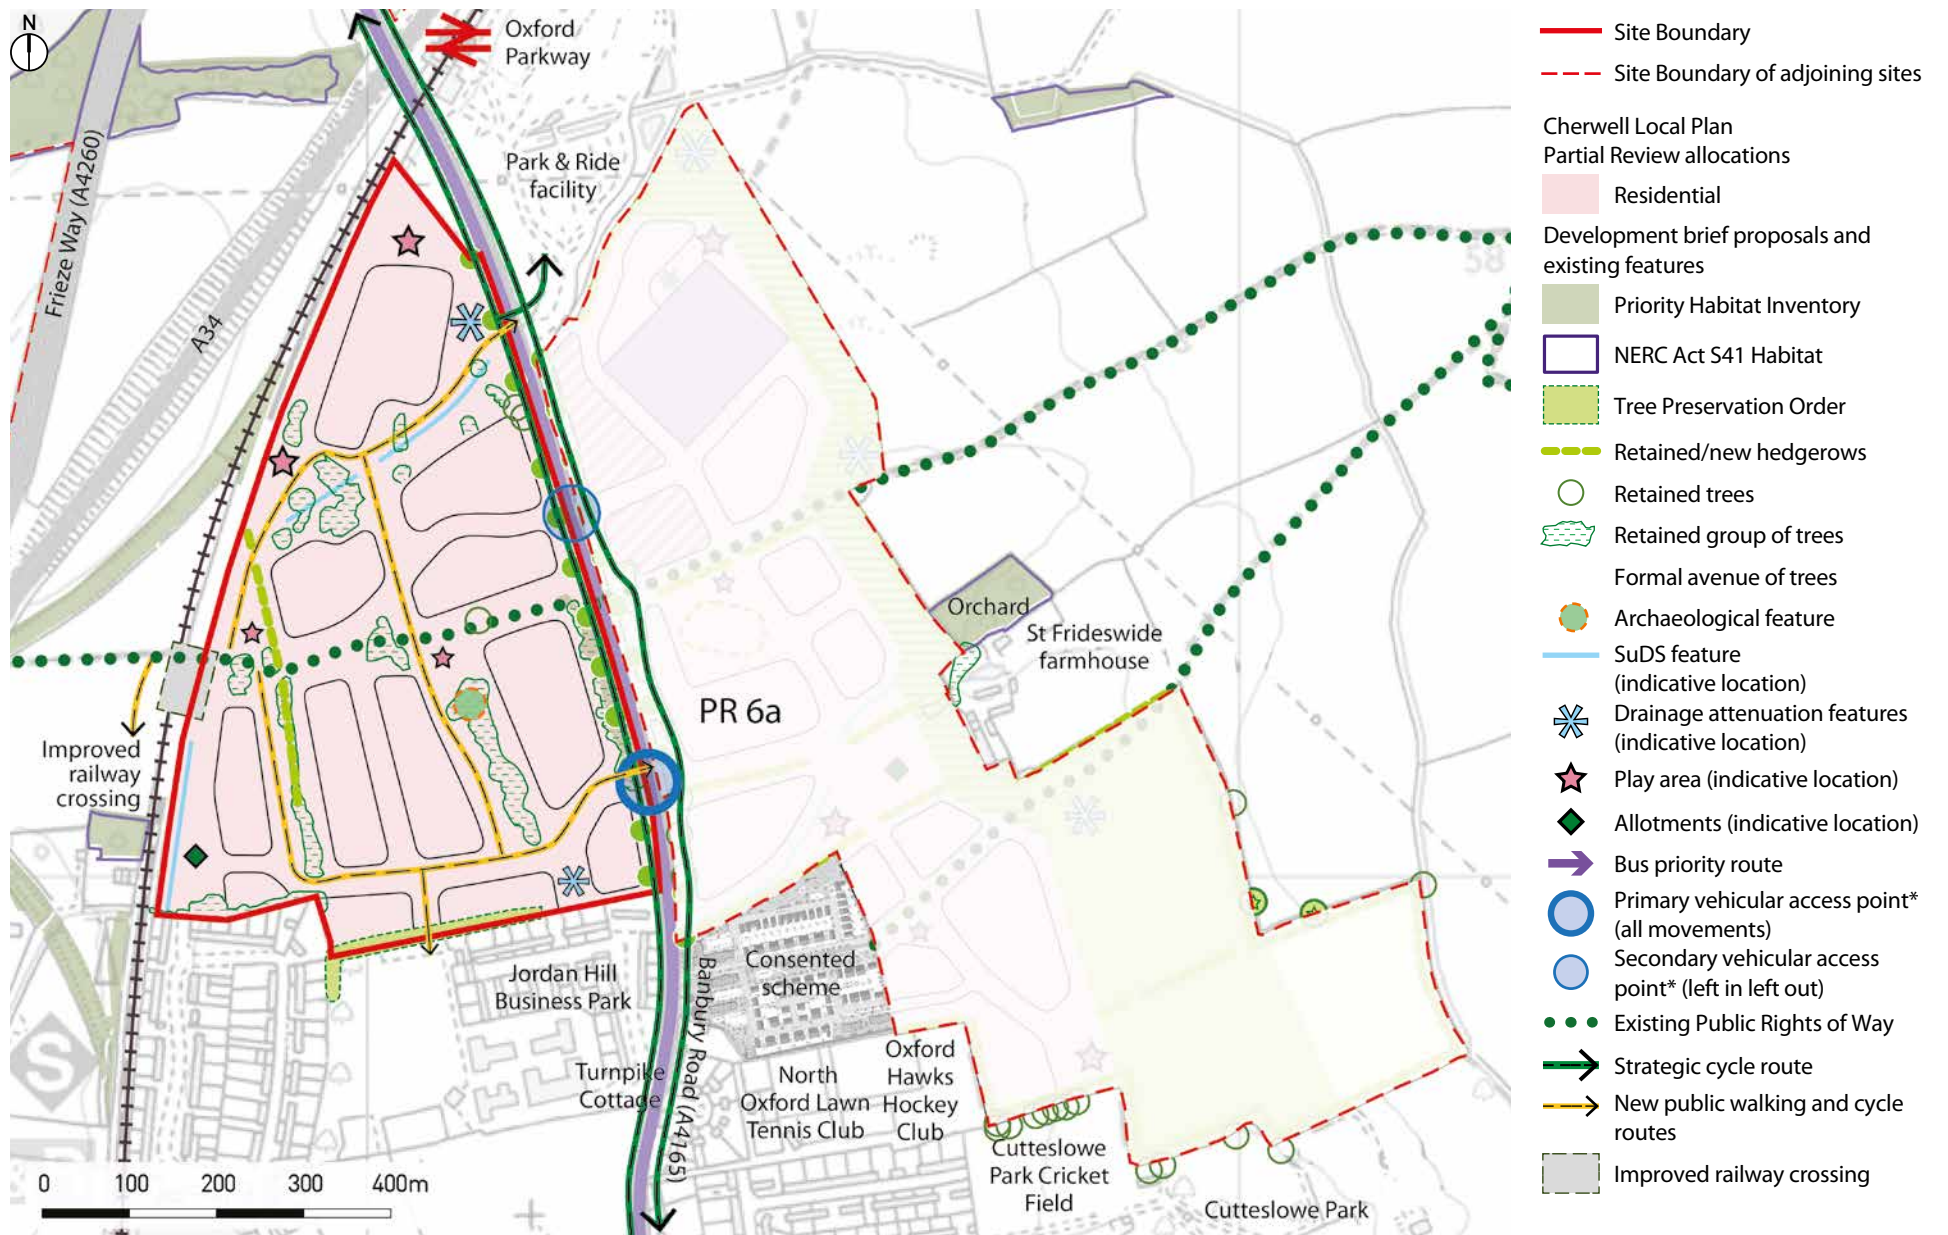 N
Oxford
Parkway
Park & Ride
facility
Frieze Way (A4260)
A34
58
Orchard
St Frideswide
farmhouse
PR 6a
Improved
railway
crossing
Jordan Hill
Business Park
Consented
scheme
Banbury Road (A4165)
Turnpike
Cottage
North
Oxford Lawn
Tennis Club
Oxford
Hawks
Hockey
Club
Cutteslowe
Park Cricket
Field
Cutteslowe Park
S
0 100 200 300 400m
Site Boundary
Site Boundary of adjoining sites
Cherwell Local Plan
Partial Review allocations
Residential
Development brief proposals and
existing features
Priority Habitat Inventory
NERC Act S41 Habitat
Tree Preservation Order
Retained/new hedgerows
Retained trees
Retained group of trees
Formal avenue of trees
Archaeological feature
SuDS feature
(indicative location)
Drainage attenuation features
(indicative location)
Play area (indicative location)
Allotments (indicative location)
Bus priority route
Primary vehicular access point*
(all movements)
Secondary vehicular access
point* (left in left out)
Existing Public Rights of Way
Strategic cycle route
New public walking and cycle
routes
Improved railway crossing